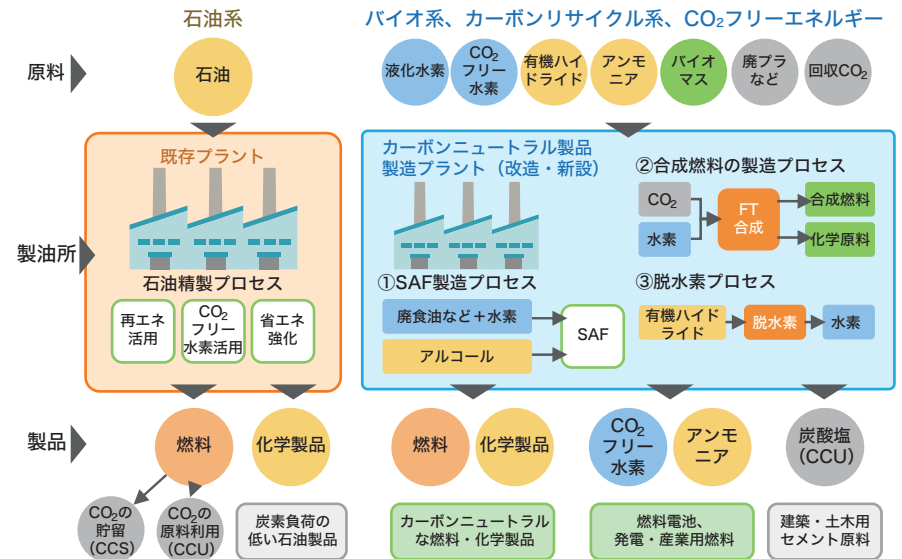 石油系
バイオ系、カーボンリサイクル系、CO₂フリーエネルギー
原料
石油
液化水素
CO₂
フリー
水素
有機ハイ
ドライド
アンモ
ニア
バイオ
マス
廃プラ
など
回収CO₂
製油所
既存プラント
石油精製プロセス
再エネ
活用
CO₂
フリー
水素活用
省エネ
強化
カーボンニュートラル製品
製造プラント（改造・新設）
①SAF製造プロセス
廃食油など＋水素
アルコール
SAF
②合成燃料の製造プロセス
CO₂
水素
FT
合成
合成燃料
化学原料
③脱水素プロセス
有機ハイド
ライド
脱水素
水素
製品
燃料
化学製品
燃料
化学製品
CO₂
フリー
水素
アンモ
ニア
炭酸塩
（CCU）
CO₂の
貯留
（CCS）
CO₂の
原料利用
（CCU）
炭素負荷の
低い石油製品
カーボンニュートラル
な燃料・化学製品
燃料電池、
発電・産業用燃料
建築・土木用
セメント原料